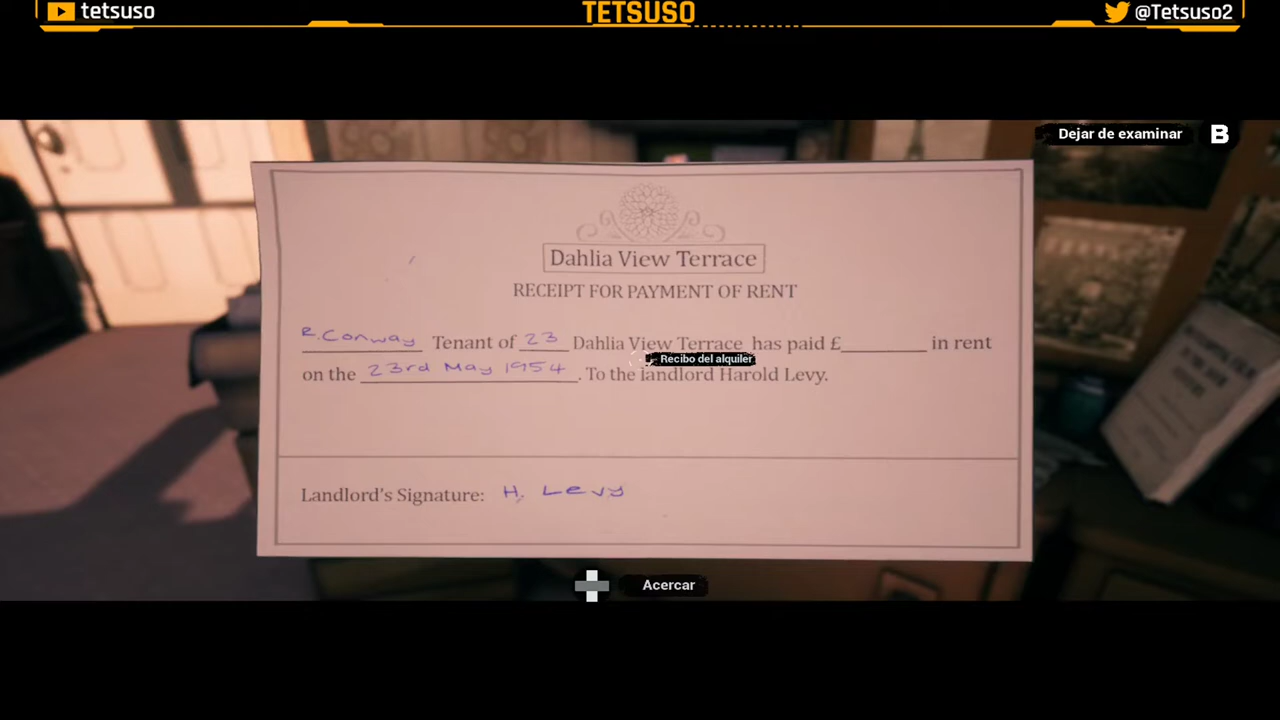 tetsuso
TETSUSO
@Tetsuso2
Dejar de examinar B
Dahlia View Terrace
RECEIPT FOR PAYMENT OF RENT
R. Conway Tenant of 23 Dahlia View Terrace has paid £________ in rent
Recibo del alquiler
on the 23rd May 1954. To the landlord Harold Levy.
Landlord's Signature: H. Levy
Acercar